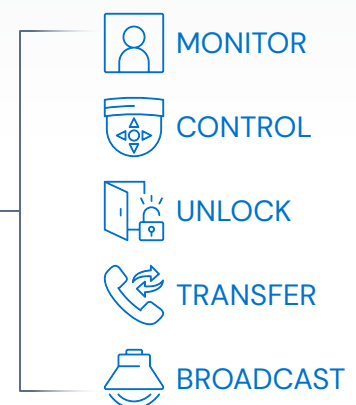 MONITOR
CONTROL
UNLOCK
TRANSFER
BROADCAST